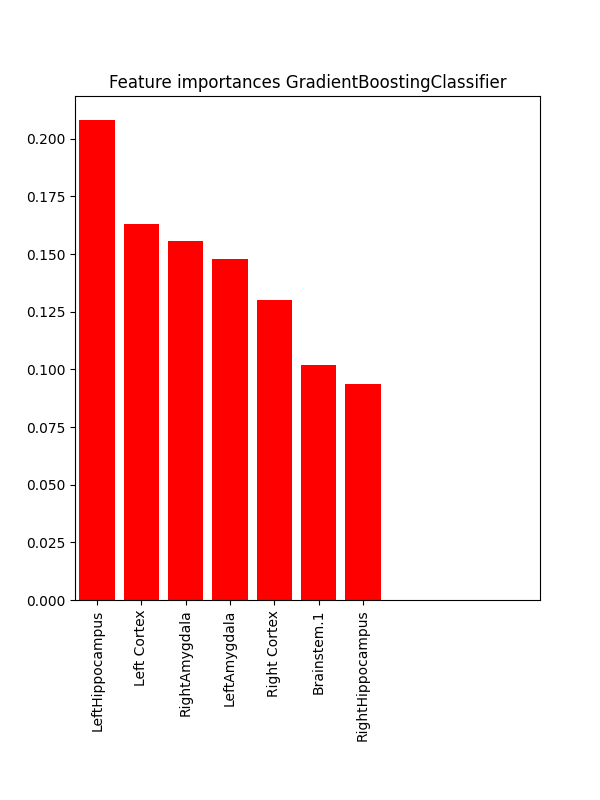 Feature importances GradientBoostingClassifier
0.200
0.175
0.150
0.125
0.100
0.075
0.050
0.025
0.000
LeftHippocampus
Left Cortex
RightAmygdala
LeftAmygdala
Right Cortex
Brainstem.1
RightHippocampus